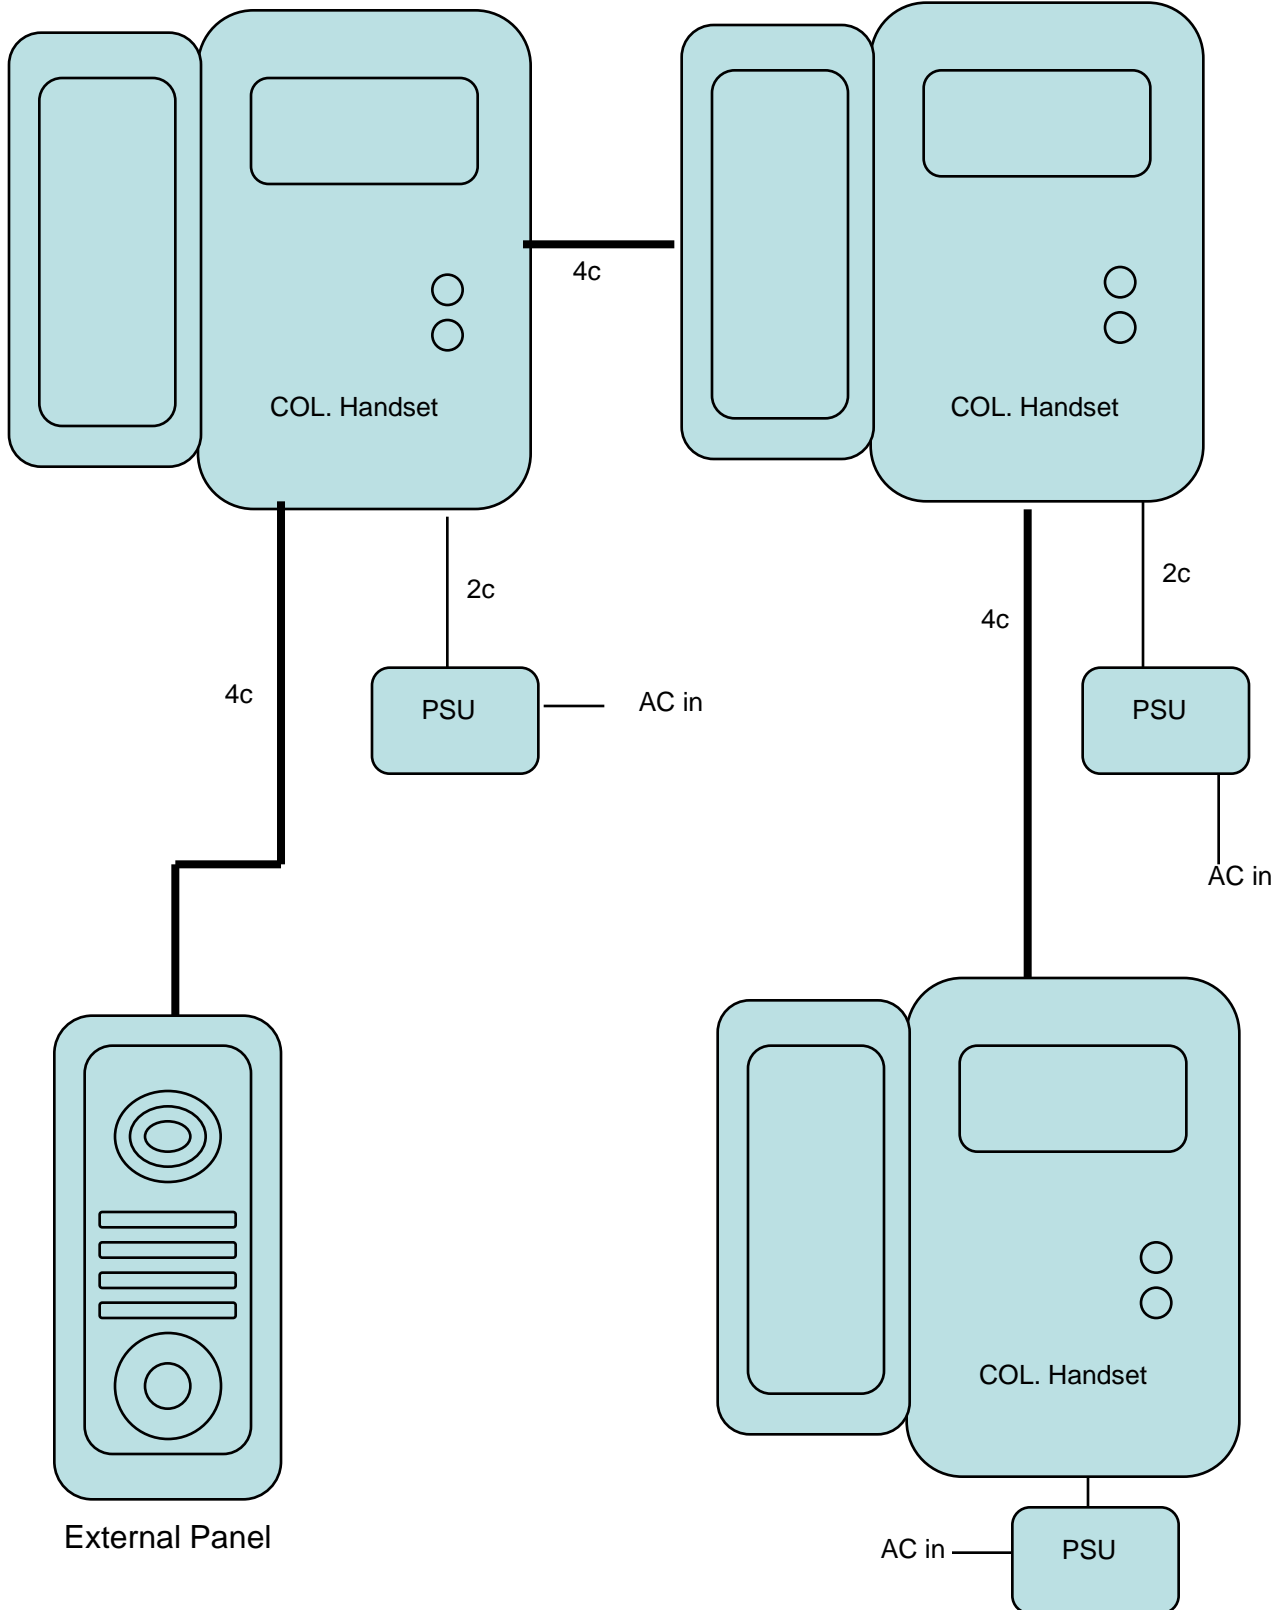 4c
COL. Handset
COL. Handset
2c
2c
4c
4c
PSU
AC in
PSU
AC in
COL. Handset
External Panel
AC in
PSU